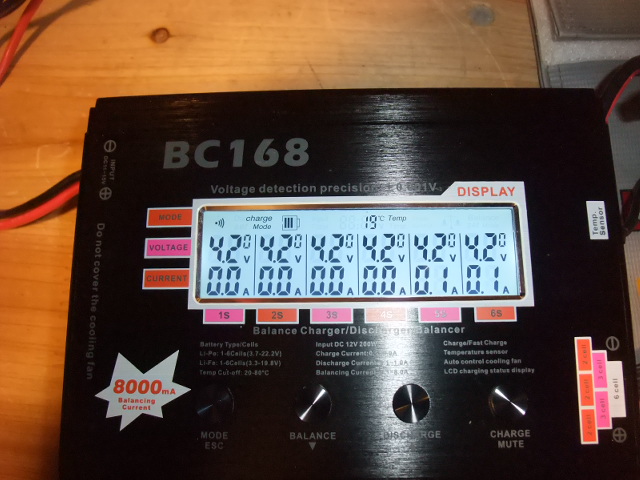 BC168
Voltage detection precision
DISPLAY
INPUT
Do not cover the cooling fan
MODE
VOLTAGE
CURRENT
charge Mode
19 °C Temp
4.20 V 4.20 V 4.20 V 4.20 V 4.20 V 4.20 V
0.0 A 0.0 A 0.0 A 0.0 A 0.1 A 0.1 A
1S 2S 3S 4S 5S 6S
Temp. Sensor
Balance Charger/Discharger Balancer
Battery Type/Cells
Li-Po: 1-6Cells(3.7-22.2V)
Li-Fe: 1-6Cells(3.3-19.8V)
Temp Cut-off: 20-80°C
Input DC 12V
Charge Current:
Discharge Current:
Balancing Current
Charge/Fast Charge
Temperature sensor
Auto control cooling fan
LCD charging status display
8000mA
Balancing
Current
MODE
ESC
BALANCE
▼
DISCHARGE
CHARGE
MUTE
6 cell